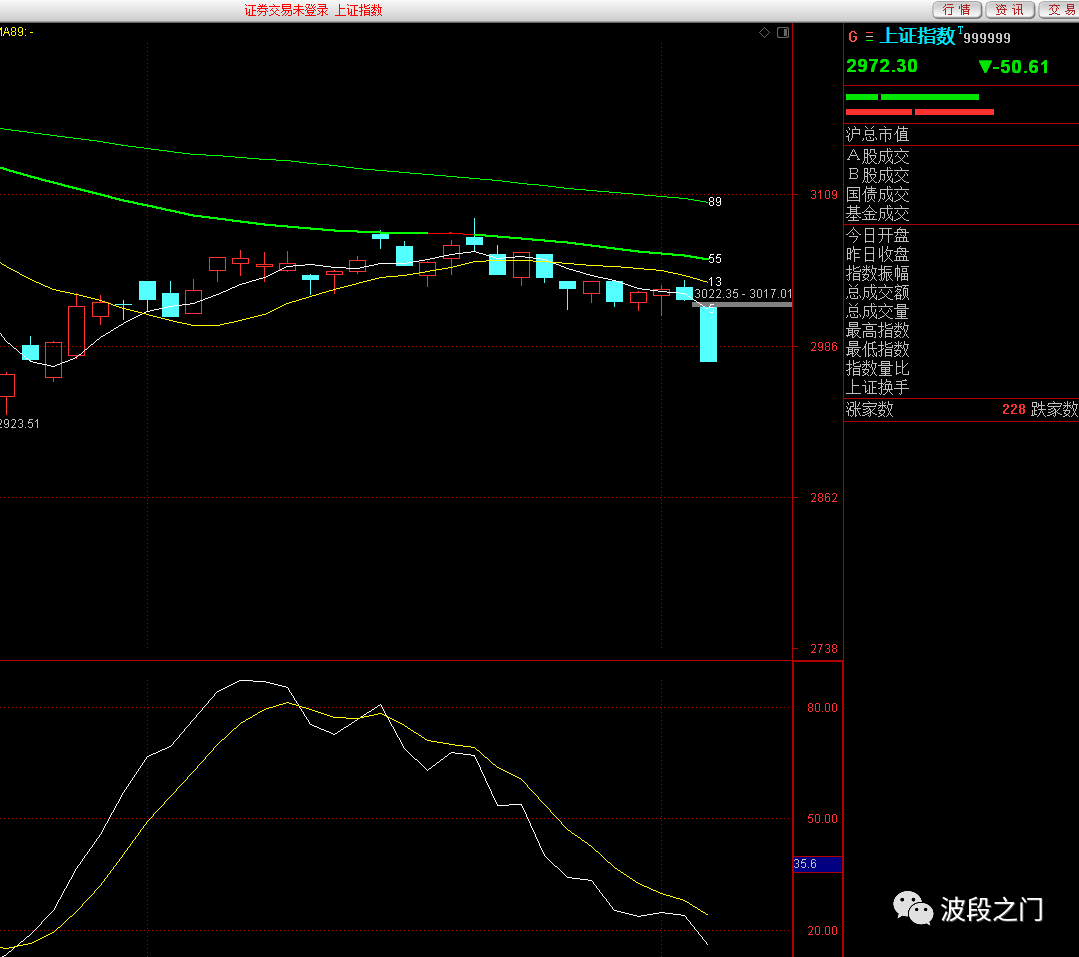 证券交易未登录 上证指数
行情 资讯 交易
MA89: -
G 上证指数 T 999999
2972.30 ▼-50.61
沪总市值
A股成交
B股成交
国债成交
基金成交
今日开盘
昨日收盘
指数振幅
总成交额
总成交量
最高指数
最低指数
指数量比
上证换手
涨家数 228 跌家数
3109
89
55
13
3022.35 - 3017.01
5
2986
2923.51
2862
2738
80.00
50.00
35.6
20.00
波段之门